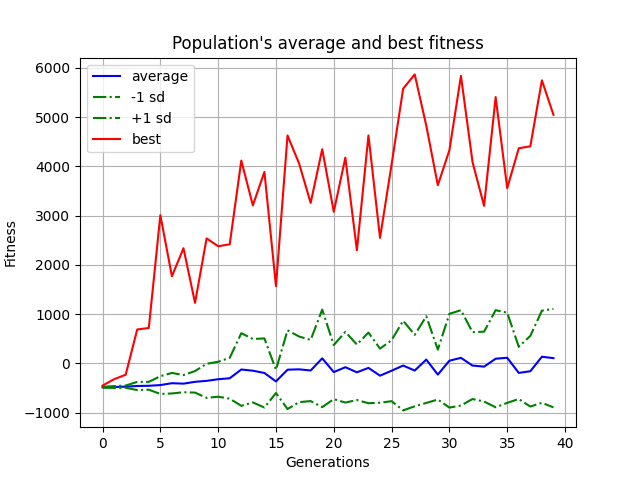 Population's average and best fitness
6000
5000
4000
3000
2000
1000
0
−1000
Fitness
average
-1 sd
+1 sd
best
0 5 10 15 20 25 30 35 40
Generations